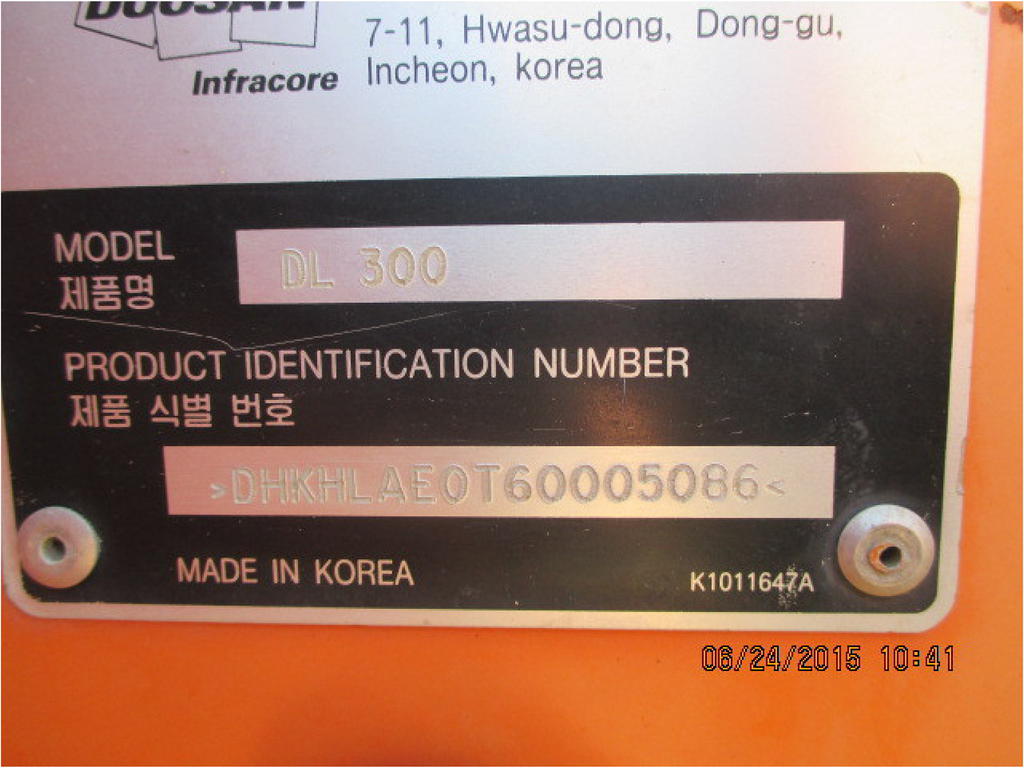 DOOSAN
7-11, Hwasu-dong, Dong-gu,
Infracore
Incheon, korea
MODEL
제품명
DL 300
PRODUCT IDENTIFICATION NUMBER
제품 식별 번호
>DHKHLAE0T60005086<
MADE IN KOREA
K1011647A
06/24/2015 10:41